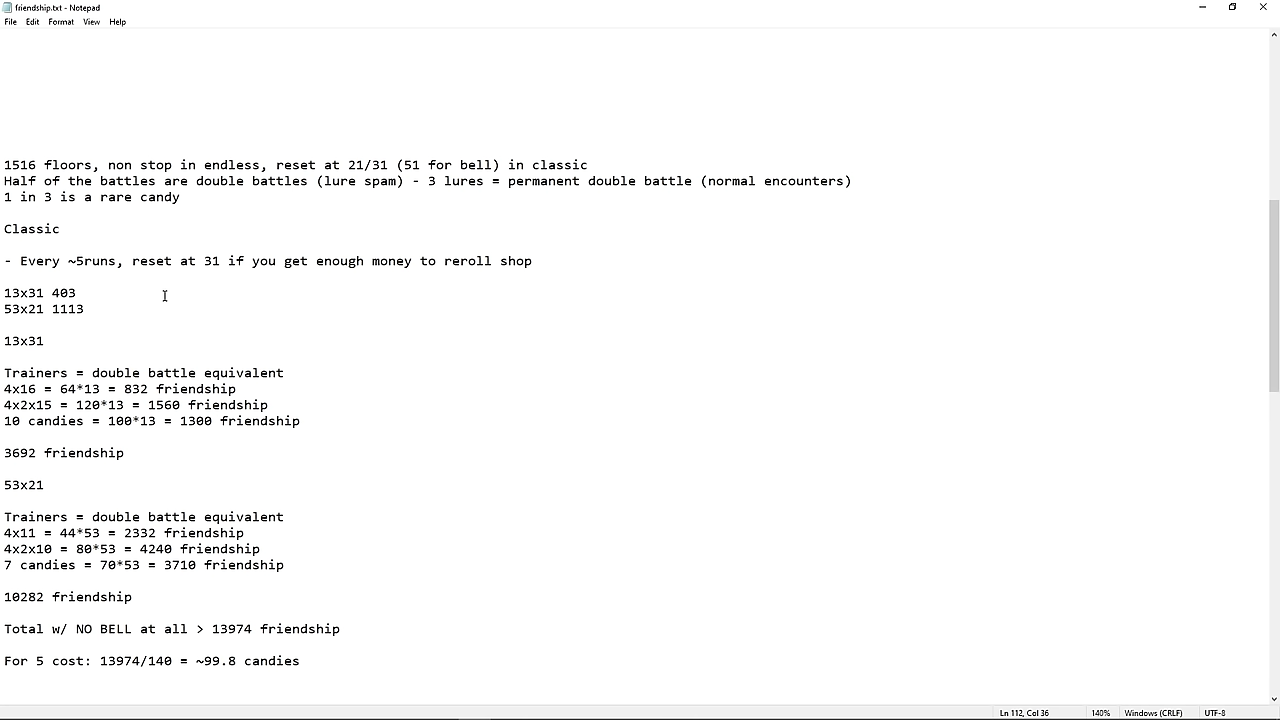 friendship.txt - Notepad
File Edit Format View Help
1516 floors, non stop in endless, reset at 21/31 (51 for bell) in classic
Half of the battles are double battles (lure spam) - 3 lures = permanent double battle (normal encounters)
1 in 3 is a rare candy
Classic
- Every ~5runs, reset at 31 if you get enough money to reroll shop
13x31 403
53x21 1113
13x31
Trainers = double battle equivalent
4x16 = 64*13 = 832 friendship
4x2x15 = 120*13 = 1560 friendship
10 candies = 100*13 = 1300 friendship
3692 friendship
53x21
Trainers = double battle equivalent
4x11 = 44*53 = 2332 friendship
4x2x10 = 80*53 = 4240 friendship
7 candies = 70*53 = 3710 friendship
10282 friendship
Total w/ NO BELL at all > 13974 friendship
For 5 cost: 13974/140 = ~99.8 candies
Ln 112, Col 36 140% Windows (CRLF) UTF-8